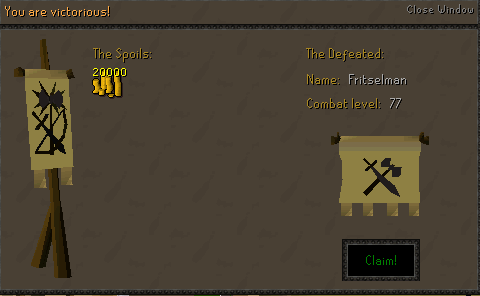 You are victorious!
Close Window
The Spoils:
20000
The Defeated:
Name: Fritselman
Combat level: 77
Claim!